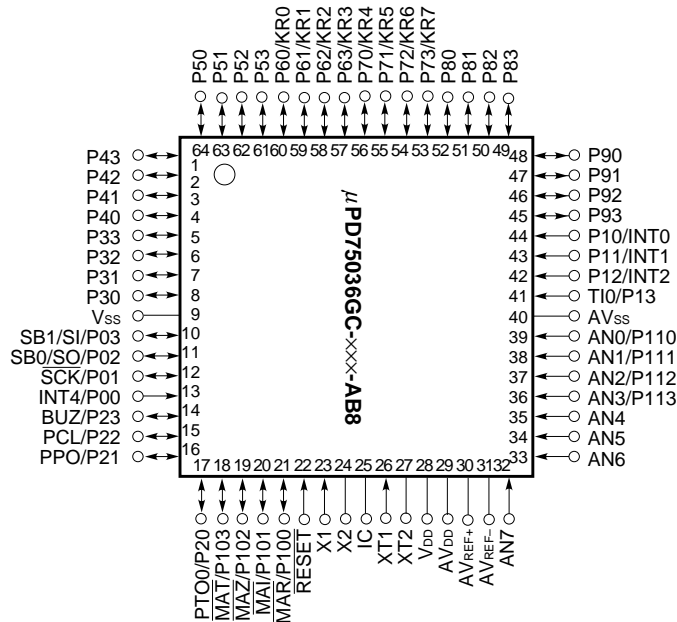 P50
P51
P52
P53
P60/KR0
P61/KR1
P62/KR2
P63/KR3
P70/KR4
P71/KR5
P72/KR6
P73/KR7
P80
P81
P82
P83
64 63 62 61 60 59 58 57 56 55 54 53 52 51 50 49
P43 1
P42 2
P41 3
P40 4
P33 5
P32 6
P31 7
P30 8
VSS 9
SB1/SI/P03 10
SB0/SO/P02 11
SCK/P01 12
INT4/P00 13
BUZ/P23 14
PCL/P22 15
PPO/P21 16
μPD75036GC-×××-AB8
48 P90
47 P91
46 P92
45 P93
44 P10/INT0
43 P11/INT1
42 P12/INT2
41 TI0/P13
40 AVSS
39 AN0/P110
38 AN1/P111
37 AN2/P112
36 AN3/P113
35 AN4
34 AN5
33 AN6
17 18 19 20 21 22 23 24 25 26 27 28 29 30 31 32
PTO0/P20
MAT/P103
MAZ/P102
MAI/P101
MAR/P100
RESET
X1
X2
IC
XT1
XT2
VDD
AVDD
AVREF+
AVREF−
AN7